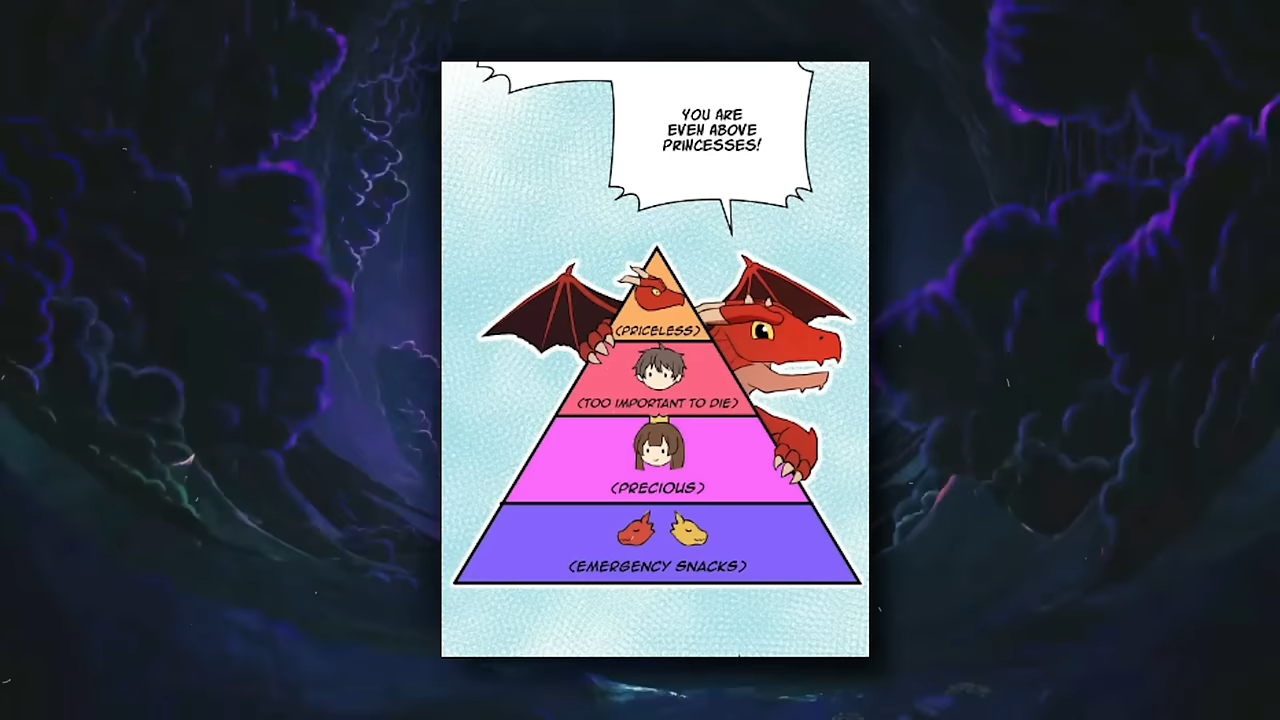 YOU ARE
EVEN ABOVE
PRINCESSES!
(PRICELESS)
(TOO IMPORTANT TO DIE)
(PRECIOUS)
(EMERGENCY SNACKS)